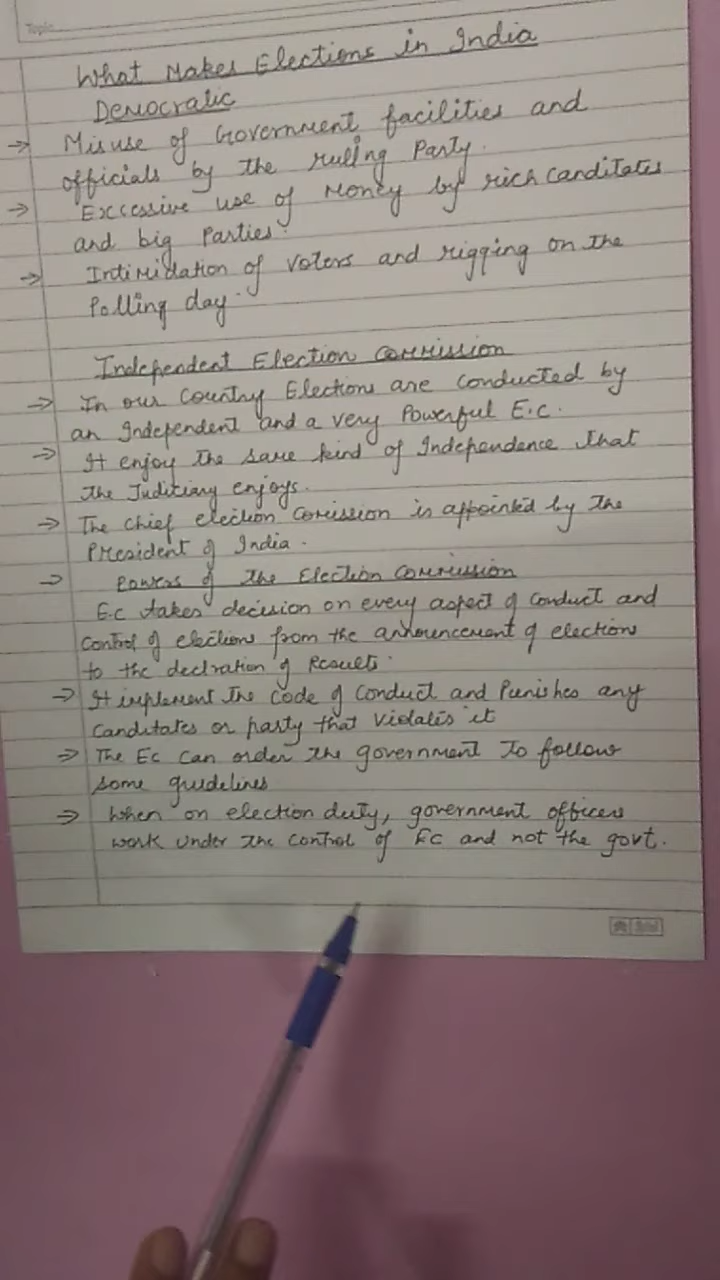 Topic
What Makes Elections in India
Democratic
→ Misuse of Government facilities and
officials by the ruling Party.
→ Excessive use of Money by rich canditates
and big Parties.
→ Intimidation of voters and rigging on the
Polling day.
Independent Election Commission
→ In our Country Elections are conducted by
an Independent and a very Powerful E.C.
→ It enjoy the same kind of Independence that
the Juditiary enjoys.
→ The Chief election Comission is appointed by the
President of India.
→ Powers of the Election Commission
E.C takes decision on every aspect of Conduct and
Control of elections from the announcement of elections
to the declration of Results.
→ It implement the code of Conduct and Punishes any
Canditates or party that violates it
→ The Ec can order the government to follow
some guidelines
→ When on election duty, government officers
work under the control of Ec and not the govt.